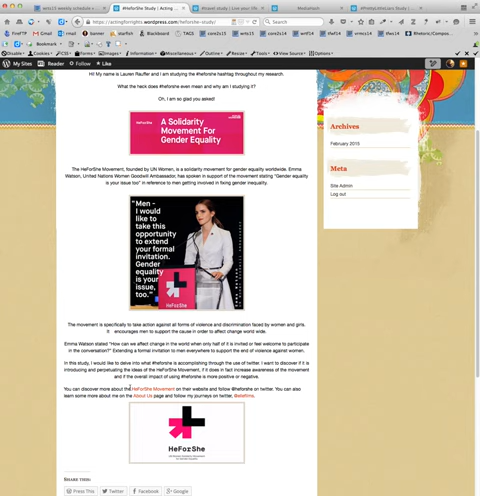 #HeForShe Study | Acting ...
https://actingforrights.wordpress.com/heforshe-study/
Search
My Sites
Reader
Follow
Like
Hi! My name is Lauren Rauffer and I am studying the #heforshe hashtag throughout my research.
What the heck does #heforshe even mean and why am I studying it?
Oh, I am so glad you asked!
HeForShe
A Solidarity
Movement For
Gender Equality
The HeForShe Movement, founded by UN Women, is a solidarity movement for gender equality worldwide. Emma
Watson, United Nations Women Goodwill Ambassador, has spoken in support of the movement stating "Gender equality
is your issue too" in reference to men getting involved in fixing gender inequality.
"Men -
I would
like to take
this
opportunity
to extend
your formal
invitation.
Gender
equality
is your
issue,
too."
HeForShe
The movement is specifically to take action against all forms of violence and discrimination faced by women and girls.
It encourages men to support the cause in order to affect change world wide.
Emma Watson stated "How can we affect change in the world when only half of it is invited or feel welcome to participate
in the conversation?" Extending a formal invitation to men everywhere to support the end of violence against women.
In this study, I would like to delve into what #heforshe is accomplishing through the use of twitter. I want to discover if it is
introducing and perpetuating the ideas of the HeForShe Movement, if it does in fact increase awareness of the movement
and if the overall impact of using #heforshe is more positive or negative.
You can discover more about the HeForShe Movement on their website and follow @heforshe on twitter. You can also
learn some more about me on the About Us page and follow my journeys on twitter,
HeForShe
SHARE THIS:
Press This
Twitter
Facebook
Google
Archives
February 2015
Meta
Site Admin
Log out